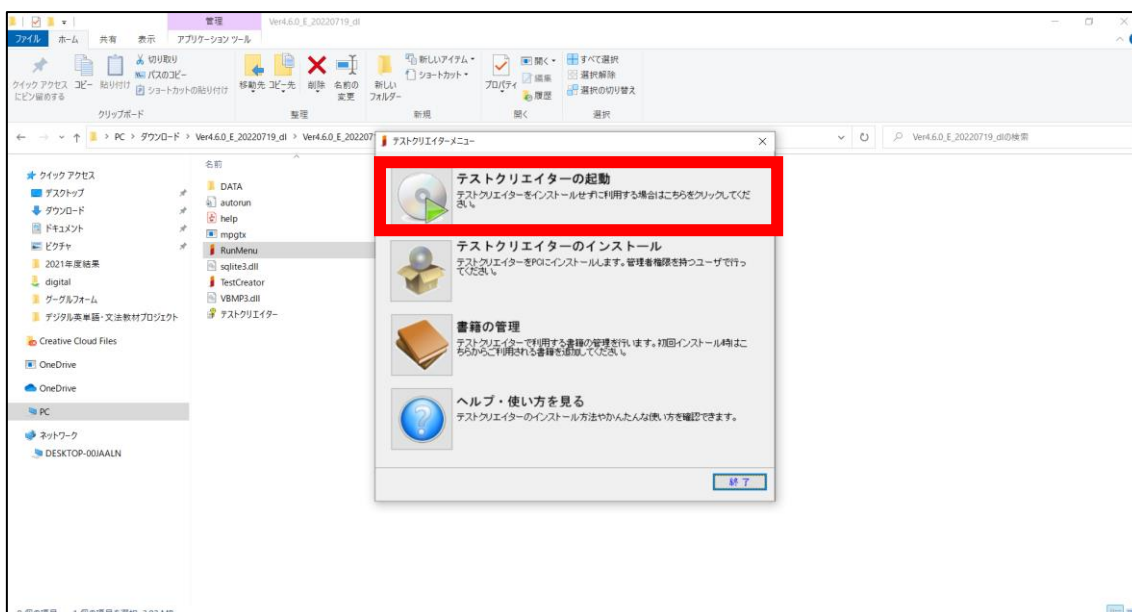 管理
Ver4.6.0_E_20220719_dl
ファイル ホーム 共有 表示 アプリケーション ツール
クイック アクセス にピン留めする
コピー
貼り付け
切り取り
パスのコピー
ショートカットの貼り付け
移動先
コピー先
削除
名前の変更
新しいフォルダー
新しいアイテム
ショートカット
プロパティ
開く
編集
履歴
すべて選択
選択解除
選択の切り替え
クリップボード 整理 新規 開く 選択
PC > ダウンロード > Ver4.6.0_E_20220719_dl > Ver4.6.0_E_20220
Ver4.6.0_E_20220719_dlの検索
クイック アクセス
デスクトップ
ダウンロード
ドキュメント
ピクチャ
2021年度結果
digital
グーグルフォーム
デジタル英単語・文法教材プロジェクト
Creative Cloud Files
OneDrive
OneDrive
PC
ネットワーク
DESKTOP-00JAALN
名前
DATA
autorun
help
mpgtx
RunMenu
sqlite3.dll
TestCreator
VBMP3.dll
テストクリエイター
テストクリエイターメニュー
テストクリエイターの起動
テストクリエイターをインストールせずに利用する場合はこちらをクリックしてくだ
さい。
テストクリエイターのインストール
テストクリエイターをPCにインストールします。管理者権限を持つユーザで行っ
てください。
書籍の管理
テストクリエイターで利用する書籍の管理を行います。初回インストール時はこ
ちらからご利用される書籍を追加してください。
ヘルプ・使い方を見る
テストクリエイターのインストール方法やかんたんな使い方を確認できます。
終了